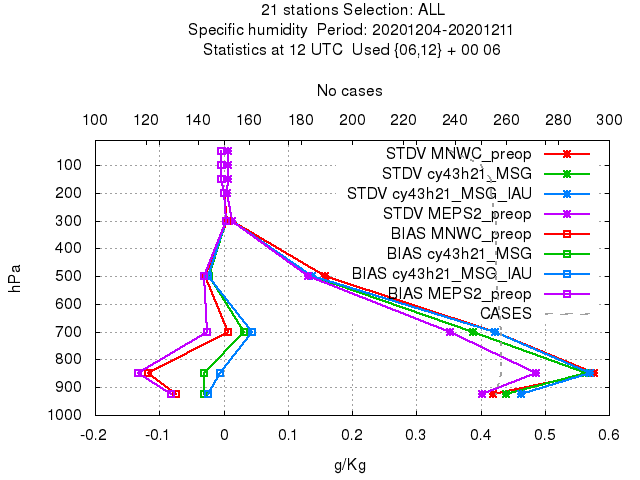 21 stations Selection: ALL
Specific humidity  Period: 20201204-20201211
Statistics at 12 UTC  Used {06,12} + 00 06
No cases
100 120 140 160 180 200 220 240 260 280 300
STDV MNWC_preop
STDV cy43h21_MSG
STDV cy43h21_MSG_IAU
STDV MEPS2_preop
BIAS MNWC_preop
BIAS cy43h21_MSG
BIAS cy43h21_MSG_IAU
BIAS MEPS2_preop
CASES
hPa
100
200
300
400
500
600
700
800
900
1000
-0.2 -0.1 0 0.1 0.2 0.3 0.4 0.5 0.6
g/Kg